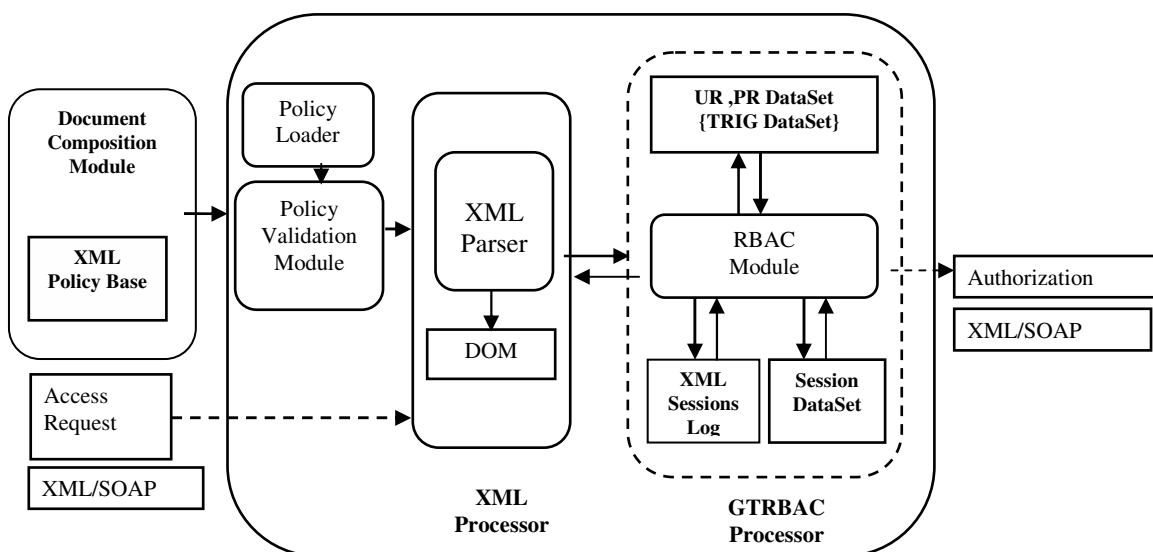 Document
Composition
Module
XML
Policy Base
Access
Request
XML/SOAP
Policy
Loader
Policy
Validation
Module
XML
Parser
DOM
XML
Processor
UR ,PR DataSet
{TRIG DataSet}
RBAC
Module
XML
Sessions
Log
Session
DataSet
GTRBAC
Processor
Authorization
XML/SOAP